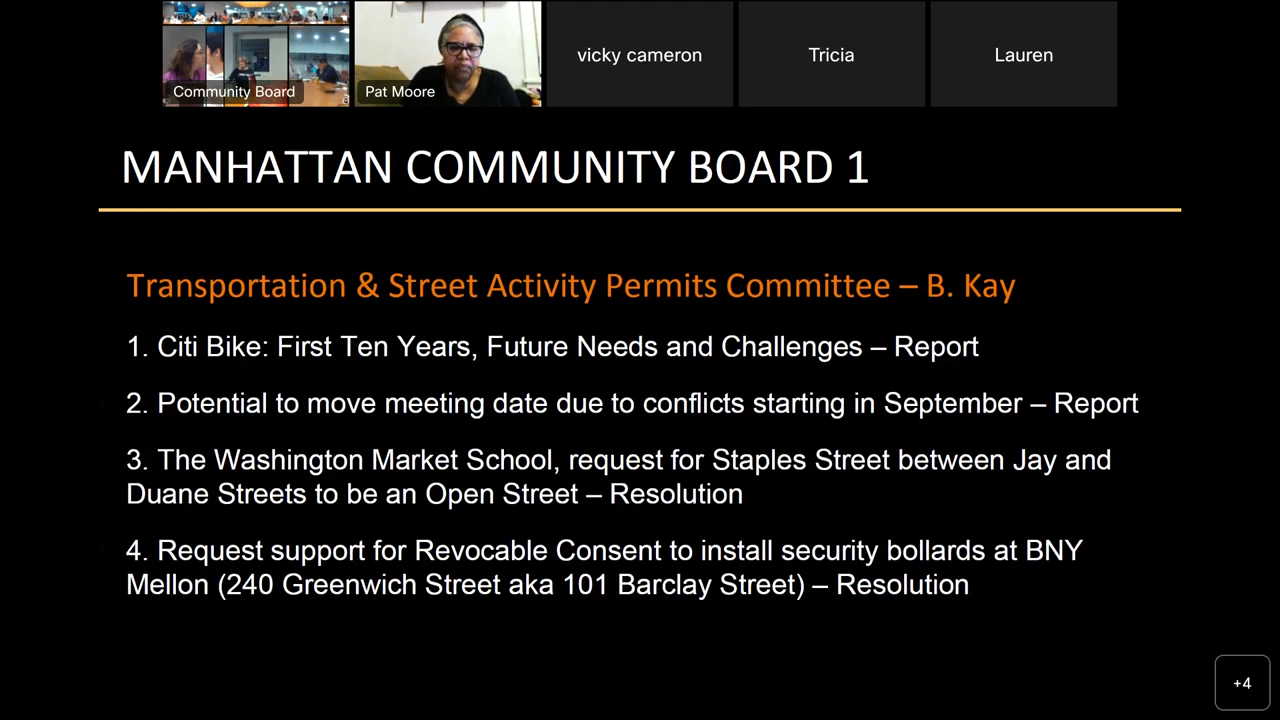 Community Board
Pat Moore
vicky cameron
Tricia
Lauren
MANHATTAN COMMUNITY BOARD 1
Transportation & Street Activity Permits Committee – B. Kay
1. Citi Bike: First Ten Years, Future Needs and Challenges – Report
2. Potential to move meeting date due to conflicts starting in September – Report
3. The Washington Market School, request for Staples Street between Jay and
Duane Streets to be an Open Street – Resolution
4. Request support for Revocable Consent to install security bollards at BNY
Mellon (240 Greenwich Street aka 101 Barclay Street) – Resolution
+4